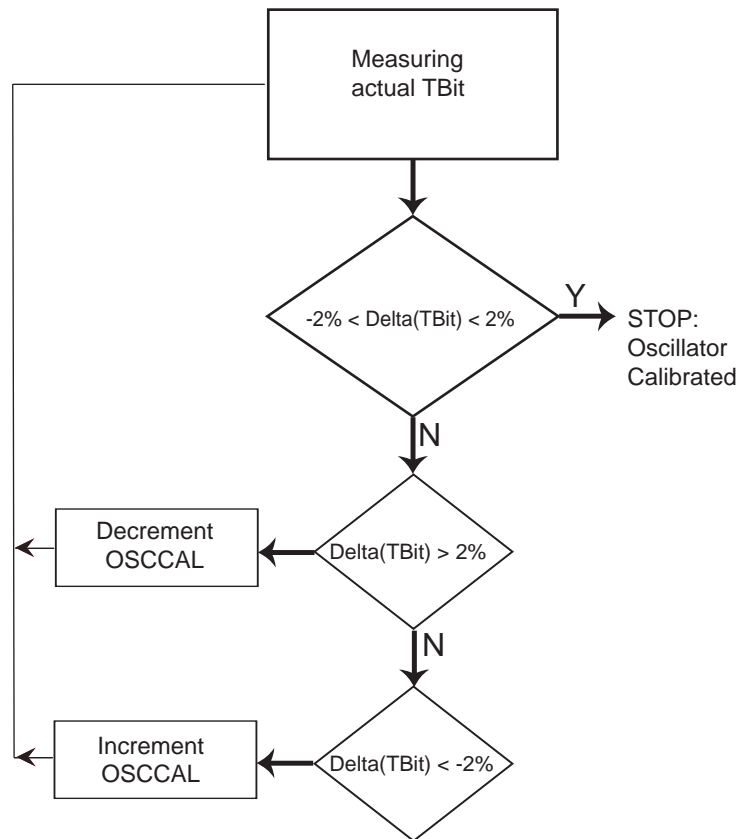 Measuring
actual TBit
-2% < Delta(TBit) < 2%
Y
STOP:
Oscillator
Calibrated
N
Decrement
OSCCAL
Delta(TBit) > 2%
N
Increment
OSCCAL
Delta(TBit) < -2%